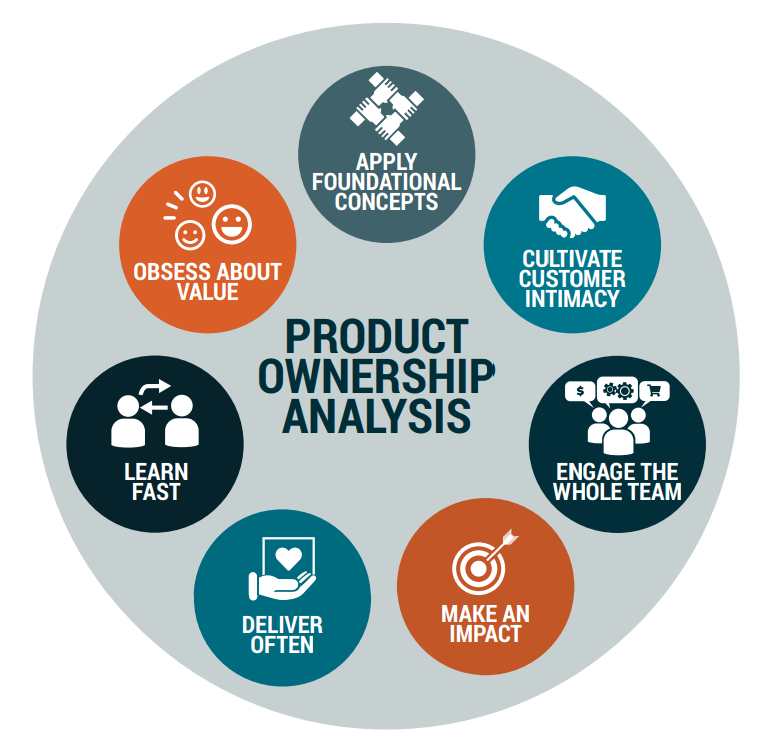 PRODUCT
OWNERSHIP
ANALYSIS
APPLY
FOUNDATIONAL
CONCEPTS
CULTIVATE
CUSTOMER
INTIMACY
$
ENGAGE THE
WHOLE TEAM
MAKE AN
IMPACT
DELIVER
OFTEN
LEARN
FAST
OBSESS ABOUT
VALUE